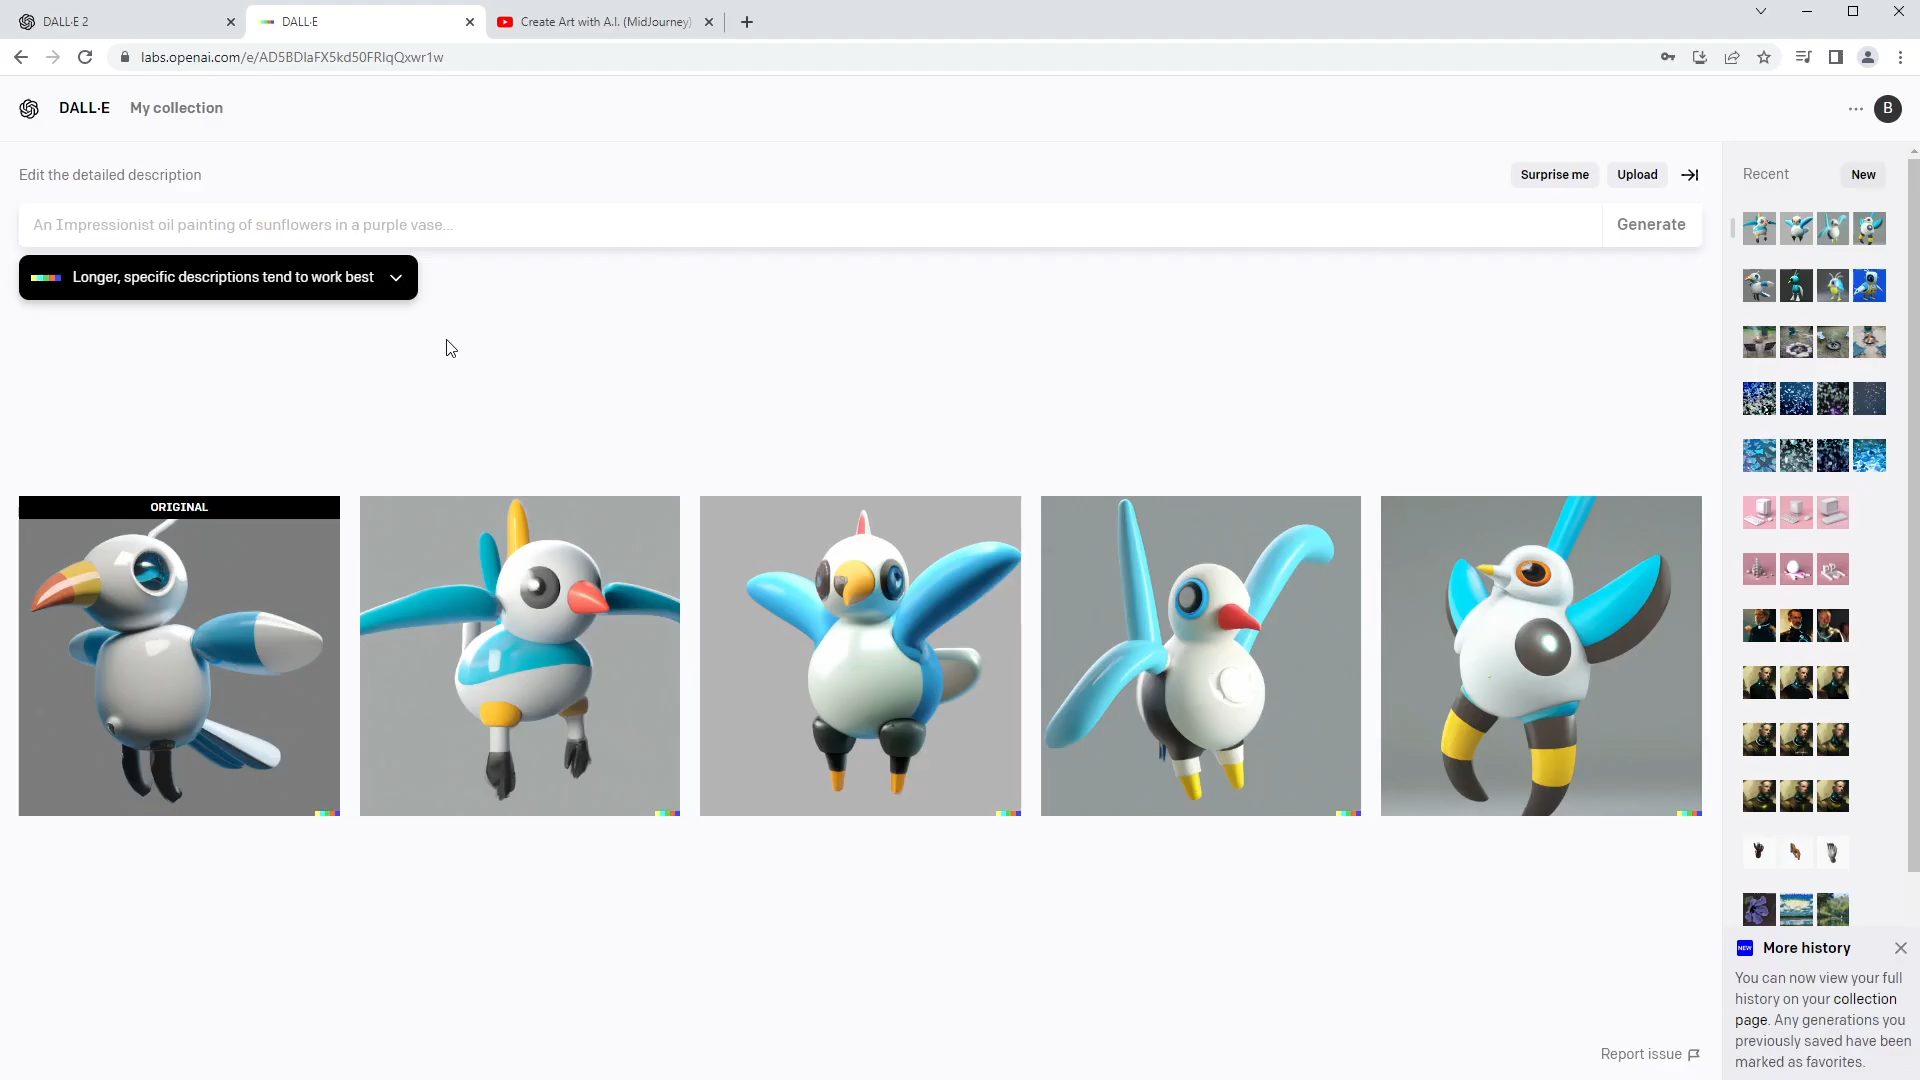 DALL·E 2
DALL·E
Create Art with A.I. (MidJourney)
labs.openai.com/e/AD5BDlaFX5kd50FRlqQxwr1w
DALL·E My collection
B
Edit the detailed description
Surprise me
Upload
Recent
New
An Impressionist oil painting of sunflowers in a purple vase...
Generate
Longer, specific descriptions tend to work best
ORIGINAL
NEW More history
You can now view your full
history on your collection
page. Any generations you
previously saved have been
marked as favorites.
Report issue